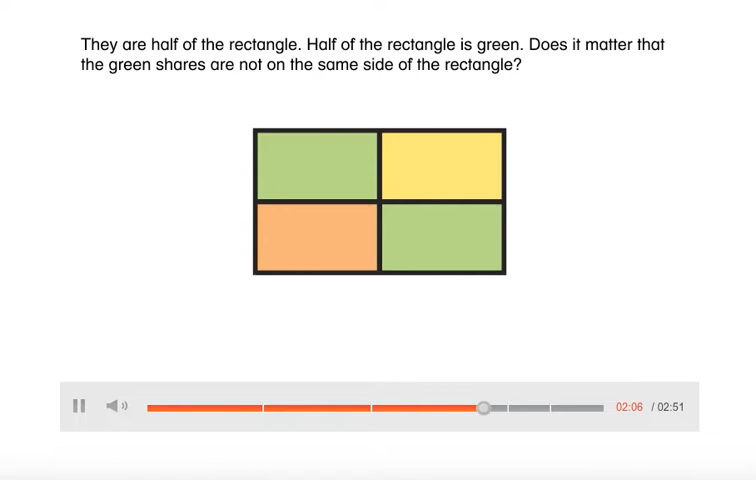 They are half of the rectangle. Half of the rectangle is green. Does it matter that
the green shares are not on the same side of the rectangle?
02:06 / 02:51